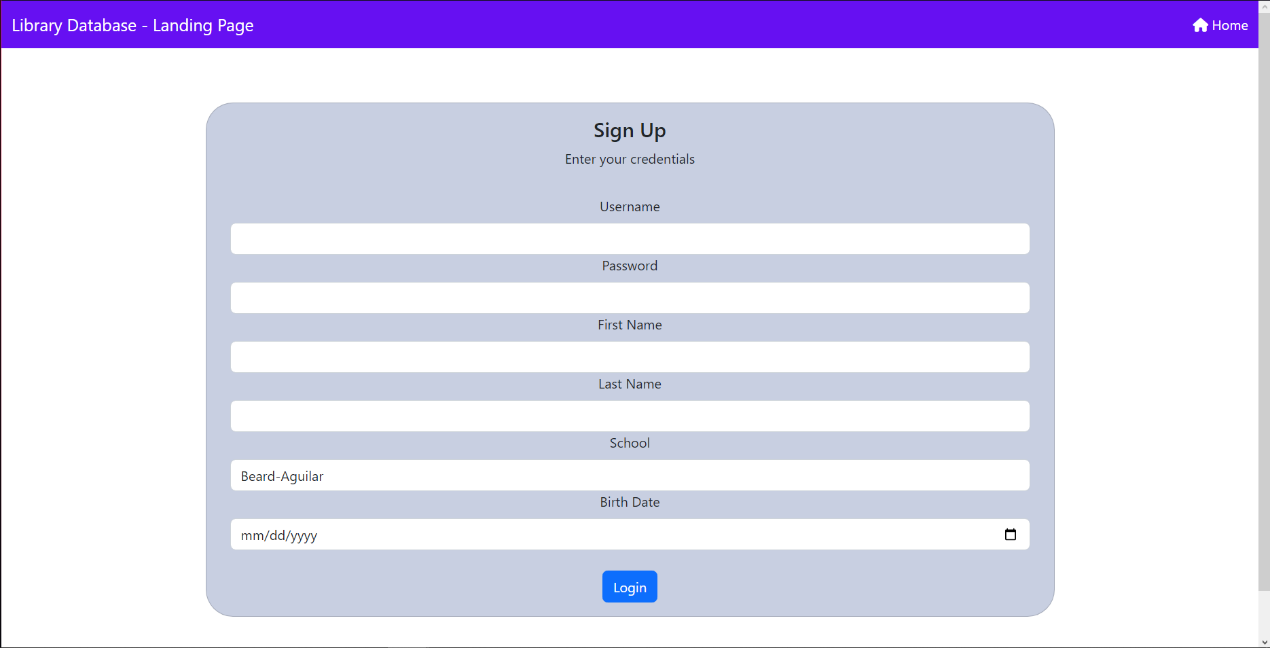 Library Database - Landing Page
Home
Sign Up
Enter your credentials
Username
Password
First Name
Last Name
School
Beard-Aguilar
Birth Date
mm/dd/yyyy
Login